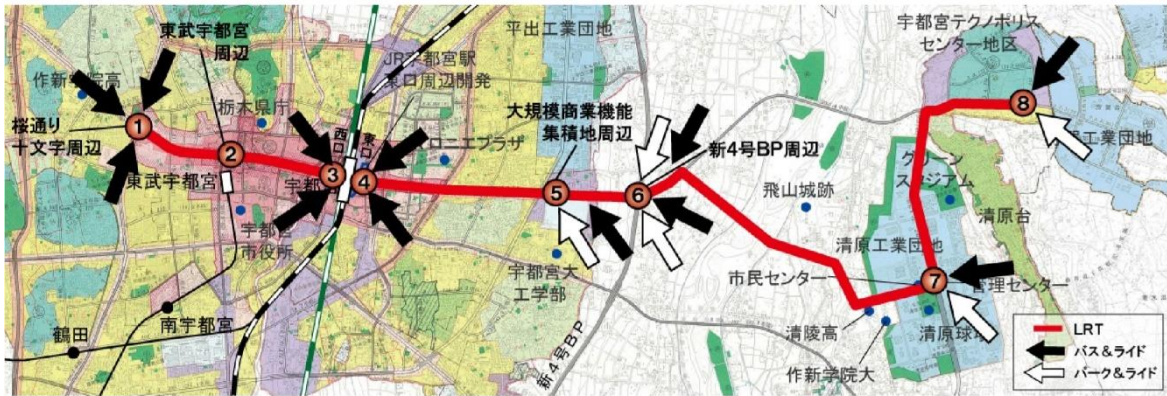 東武宇都宮
周辺
作新学院高
栃木県庁
桜通り
十文字周辺
1
2
東武宇都宮
宇都宮
市役所
南宇都宮
鶴田
JR宇都宮駅
東口周辺開発
西口
東口
3
4
宇都
ロニエプラザ
平出工業団地
大規模商業機能
集積地周辺
5
6
新4号BP周辺
宇都宮大
工学部
新4号BP
飛山城跡
宇都宮テクノポリス
センター地区
8
工業団地
グリーン
スタジアム
清原台
清原工業団地
市民センター
7
管理センター
清陵高
清原球場
作新学院大
LRT
バス&ライド
パーク&ライド